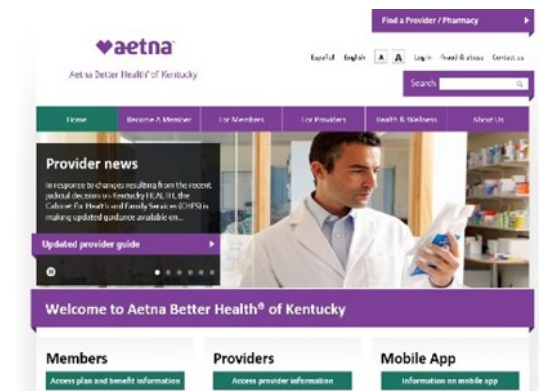 Find a Provider / Pharmacy
aetna
Aetna Better Health® of Kentucky
Español English A A Log in Fraud & abuse Contact us
Search
Home Become A Member For Members For Providers Health & Wellness About Us
Provider news
In response to changes resulting from the recent
judicial decision on Kentucky HEALTH, the
Cabinet for Health and Family Services (CHFS) is
making updated guidance available on...
Updated provider guide
Welcome to Aetna Better Health® of Kentucky
Members Providers Mobile App
Access plan and benefit information Access provider information Information on mobile app